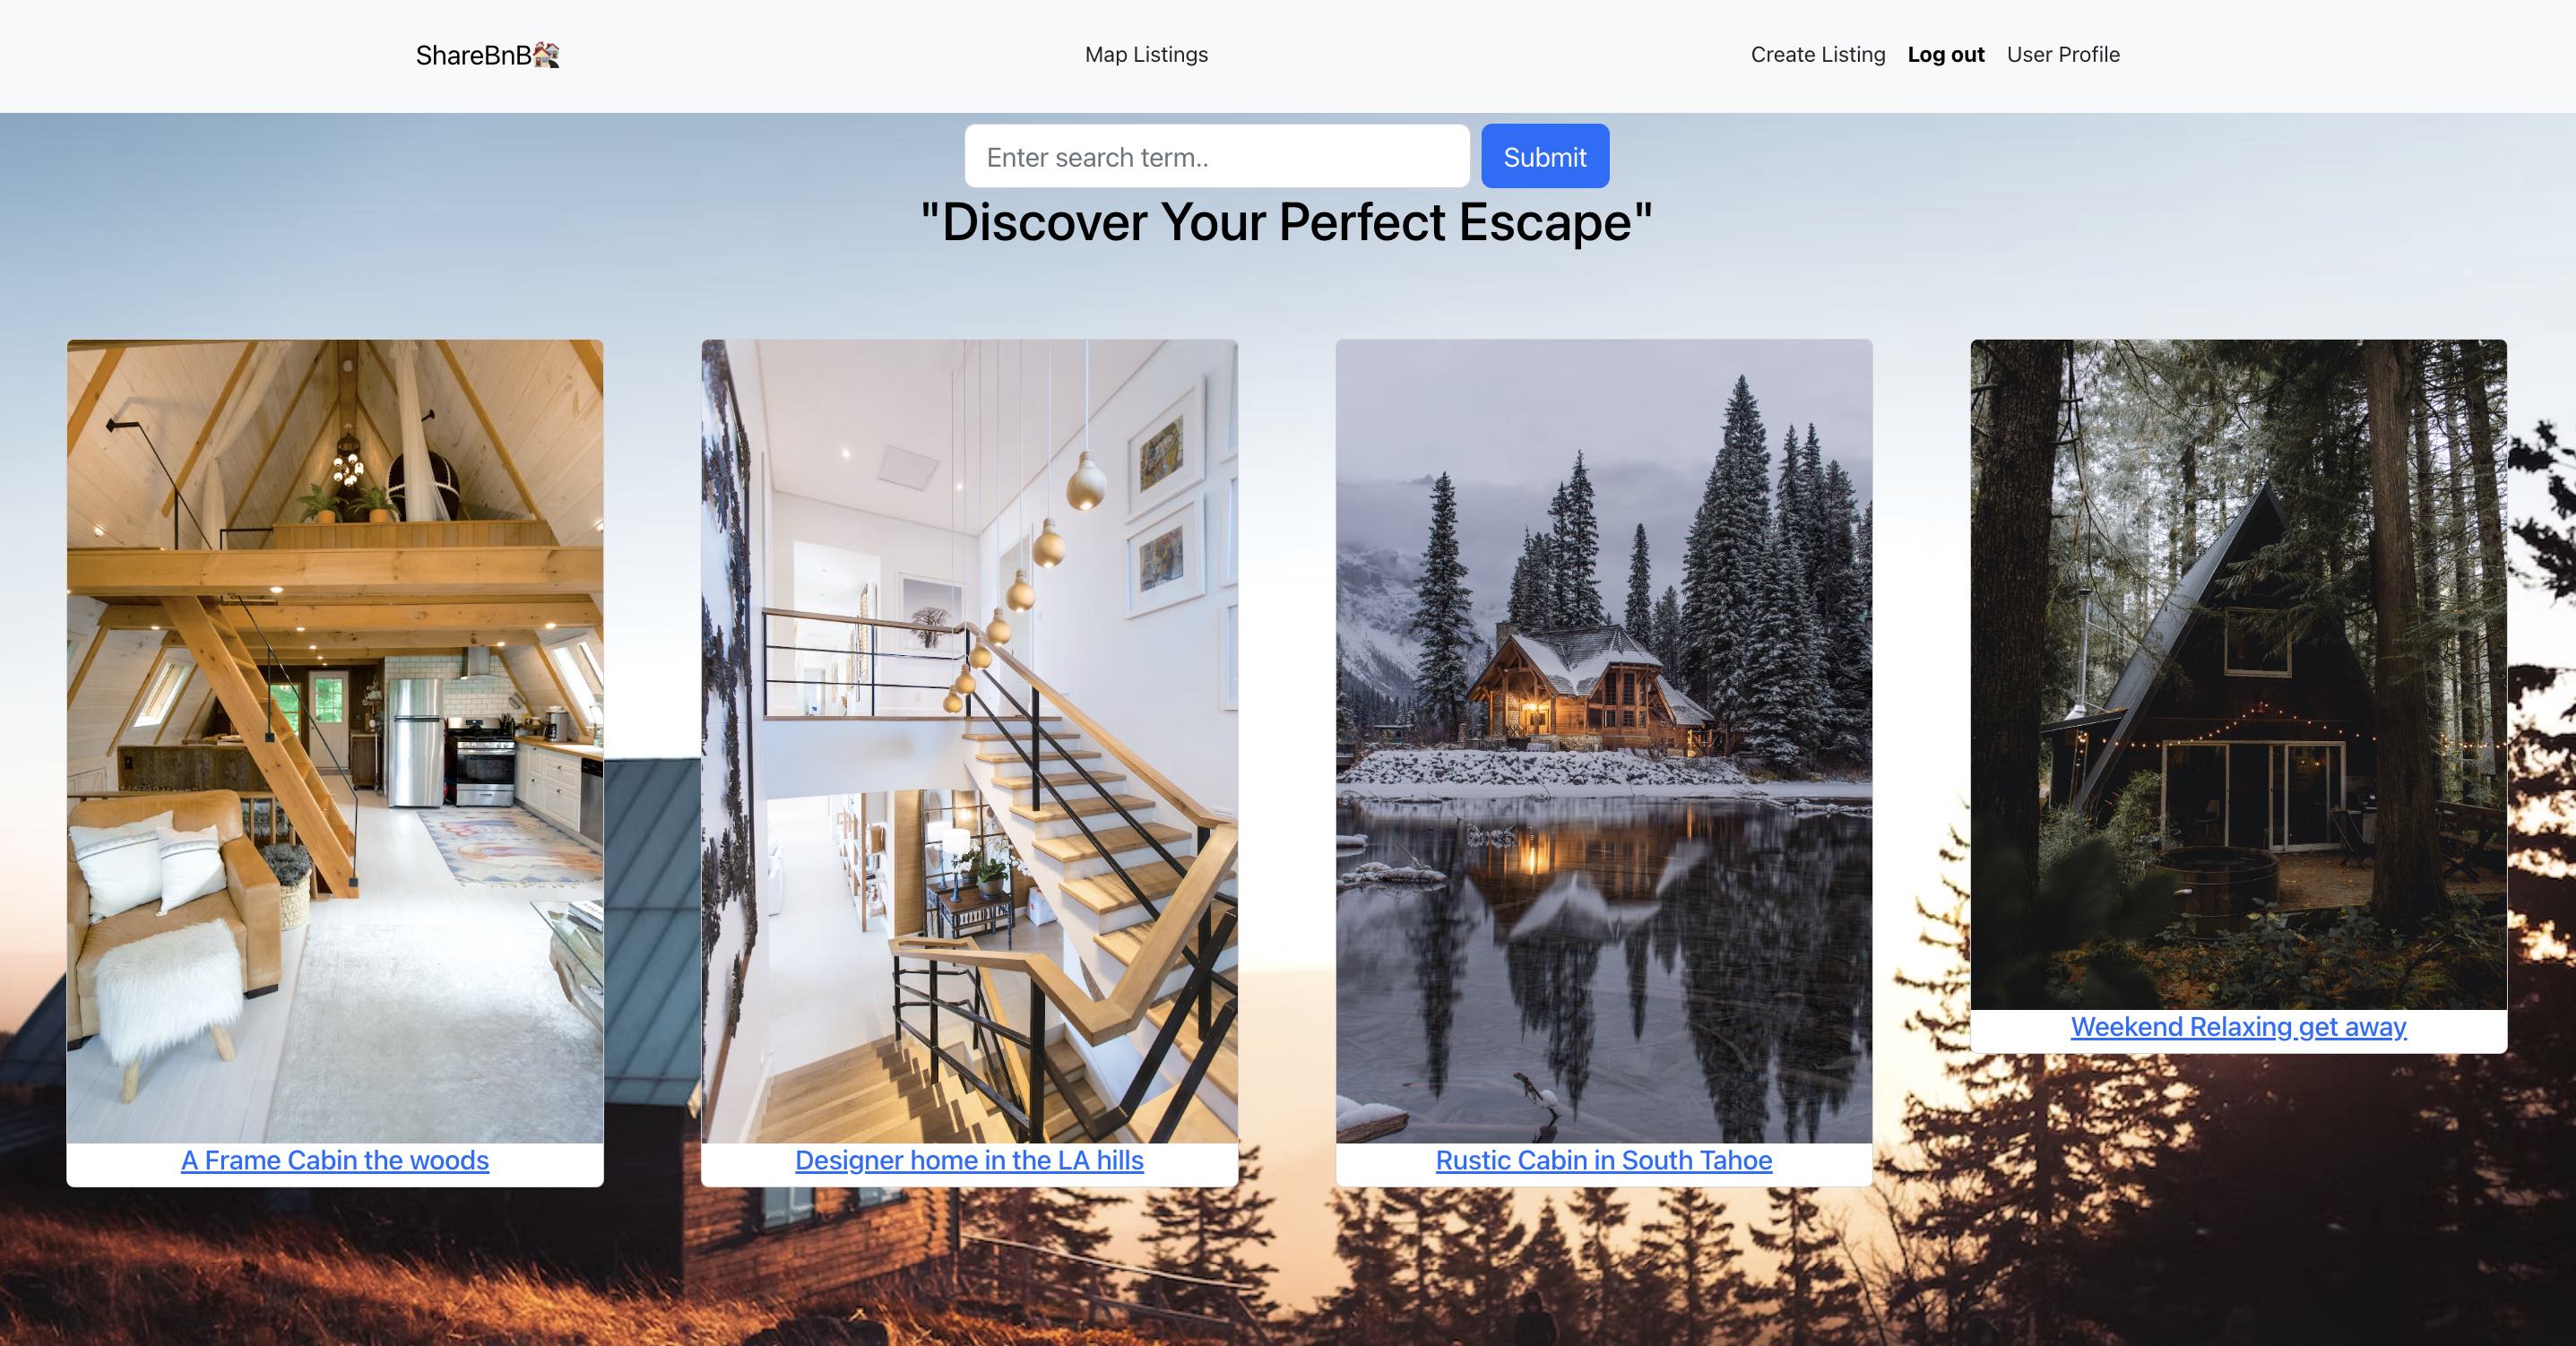 ShareBnB
Map Listings
Create Listing Log out User Profile
Enter search term..
Submit
"Discover Your Perfect Escape"
A Frame Cabin the woods
Designer home in the LA hills
Rustic Cabin in South Tahoe
Weekend Relaxing get away